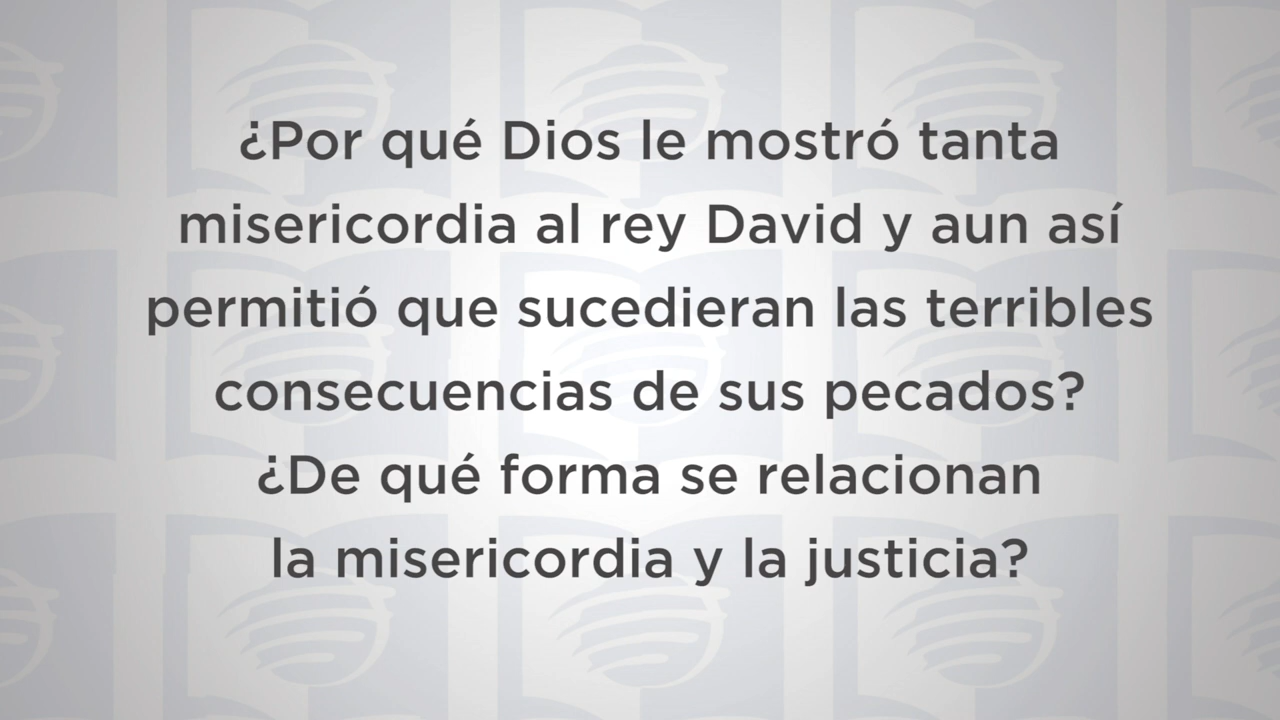 ¿Por qué Dios le mostró tanta
misericordia al rey David y aun así
permitió que sucedieran las terribles
consecuencias de sus pecados?
¿De qué forma se relacionan
la misericordia y la justicia?